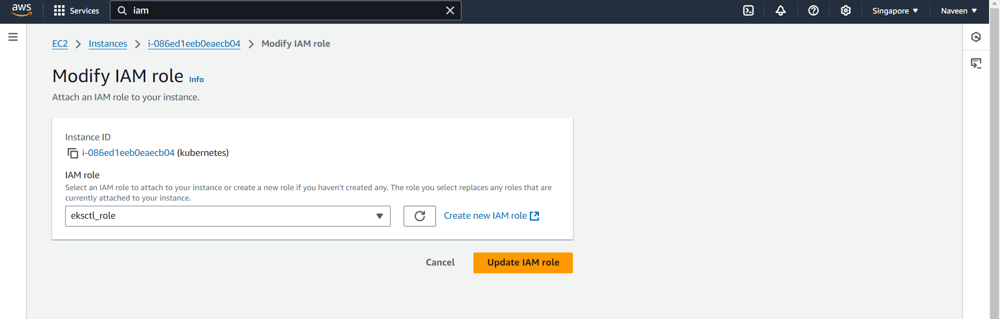 aws Services iam Singapore Naveen
EC2 Instances i-086ed1eeb0eaecb04 Modify IAM role
Modify IAM role Info
Attach an IAM role to your instance.
Instance ID
i-086ed1eeb0eaecb04 (kubernetes)
IAM role
Select an IAM role to attach to your instance or create a new role if you haven't created any. The role you select replaces any roles that are
currently attached to your instance.
eksctl_role Create new IAM role
Cancel Update IAM role